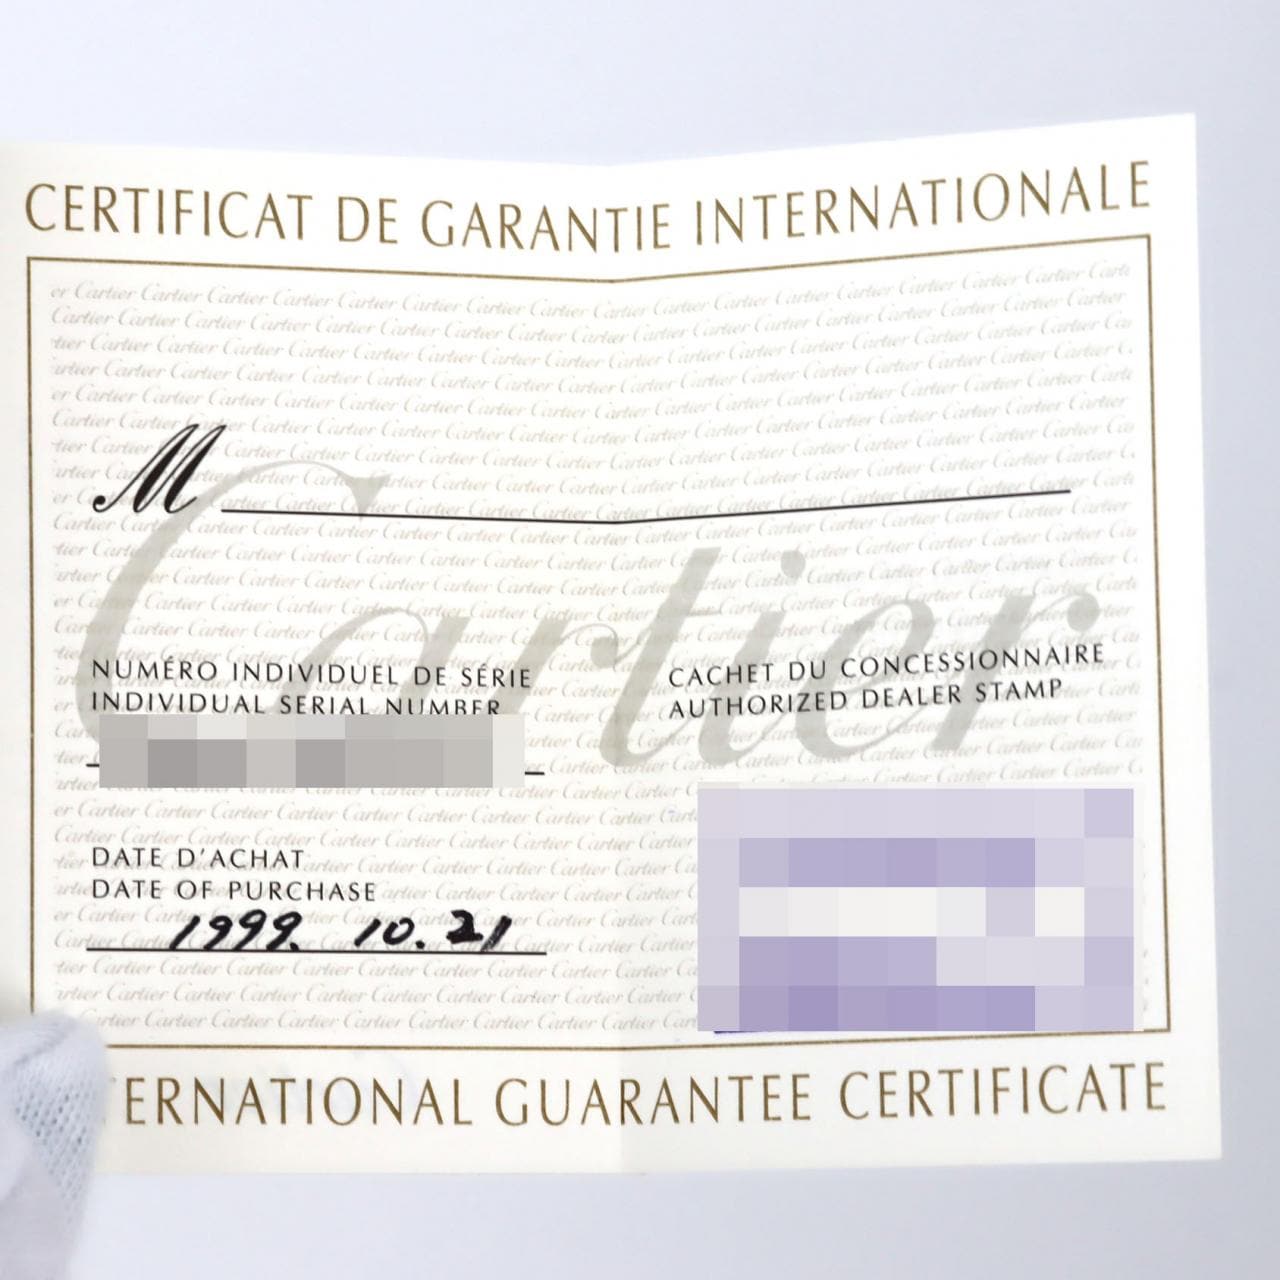 CERTIFICAT DE GARANTIE INTERNATIONALE
M
Cartier
NUMÉRO INDIVIDUEL DE SÉRIE
INDIVIDUAL SERIAL NUMBER
CACHET DU CONCESSIONNAIRE
AUTHORIZED DEALER STAMP
DATE D'ACHAT
DATE OF PURCHASE
1999. 10. 21
ERNATIONAL GUARANTEE CERTIFICATE